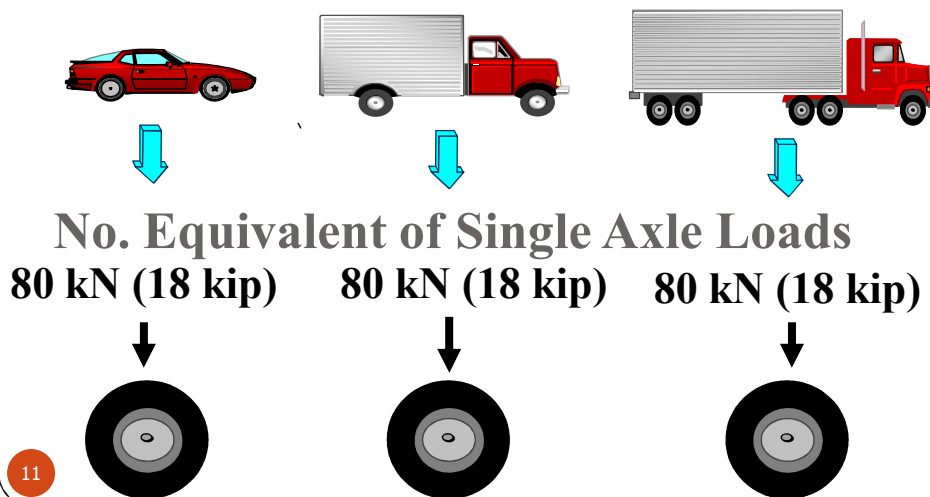 No. Equivalent of Single Axle Loads
80 kN (18 kip) 80 kN (18 kip) 80 kN (18 kip)
11